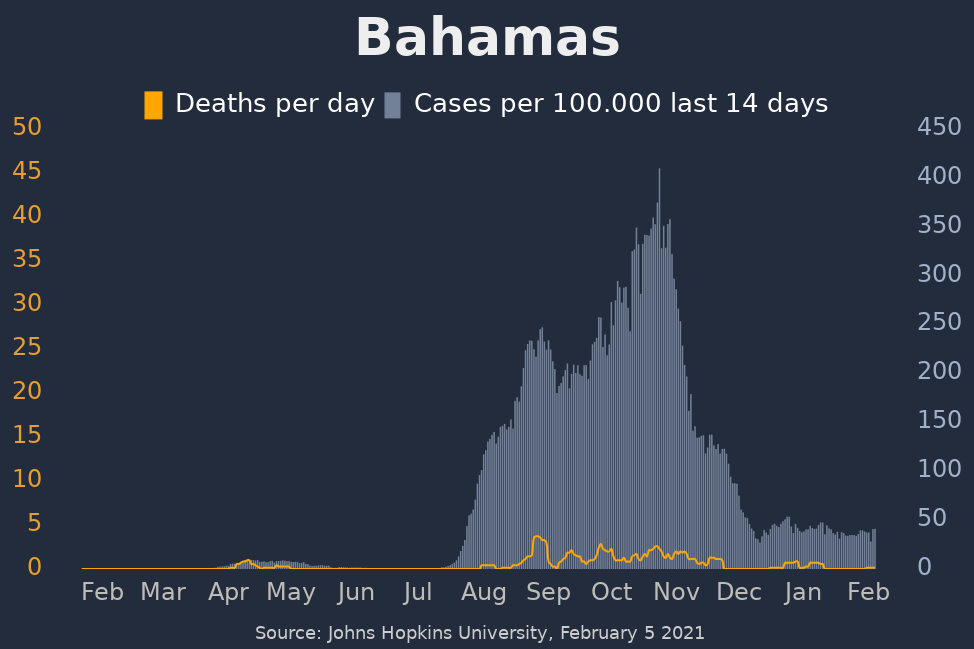 Bahamas
Deaths per day Cases per 100.000 last 14 days
50 450
45 400
40 350
35 300
30 250
25 200
20 150
15 100
10 50
5 0
0
Feb Mar Apr May Jun Jul Aug Sep Oct Nov Dec Jan Feb
Source: Johns Hopkins University, February 5 2021